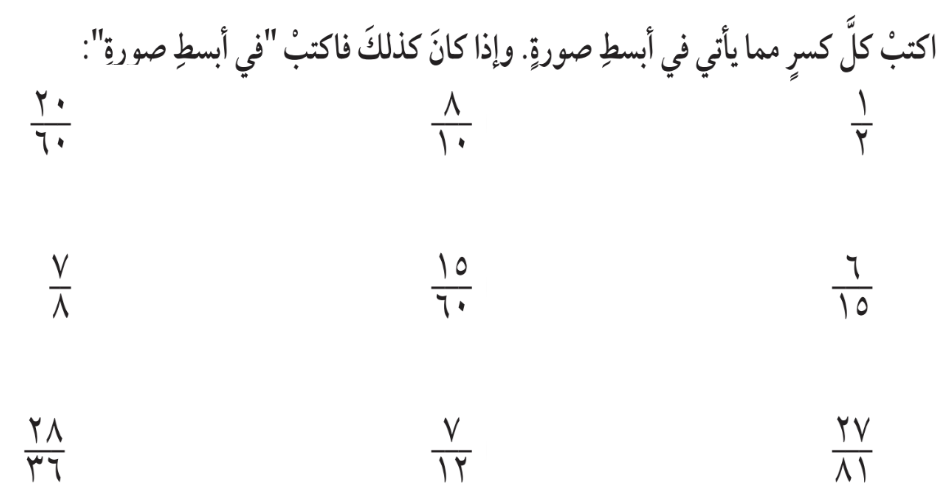 اكتبْ كلَّ كسرٍ مما يأتي في أبسطِ صورةٍ. وإذا كانَ كذلكَ فاكتبْ "في أبسطِ صورةٍ":
١/٢ ٨/١٠ ٢٠/٦٠
٦/١٥ ١٥/٦٠ ٧/٨
٢٧/٨١ ٧/١٢ ٢٨/٣٦